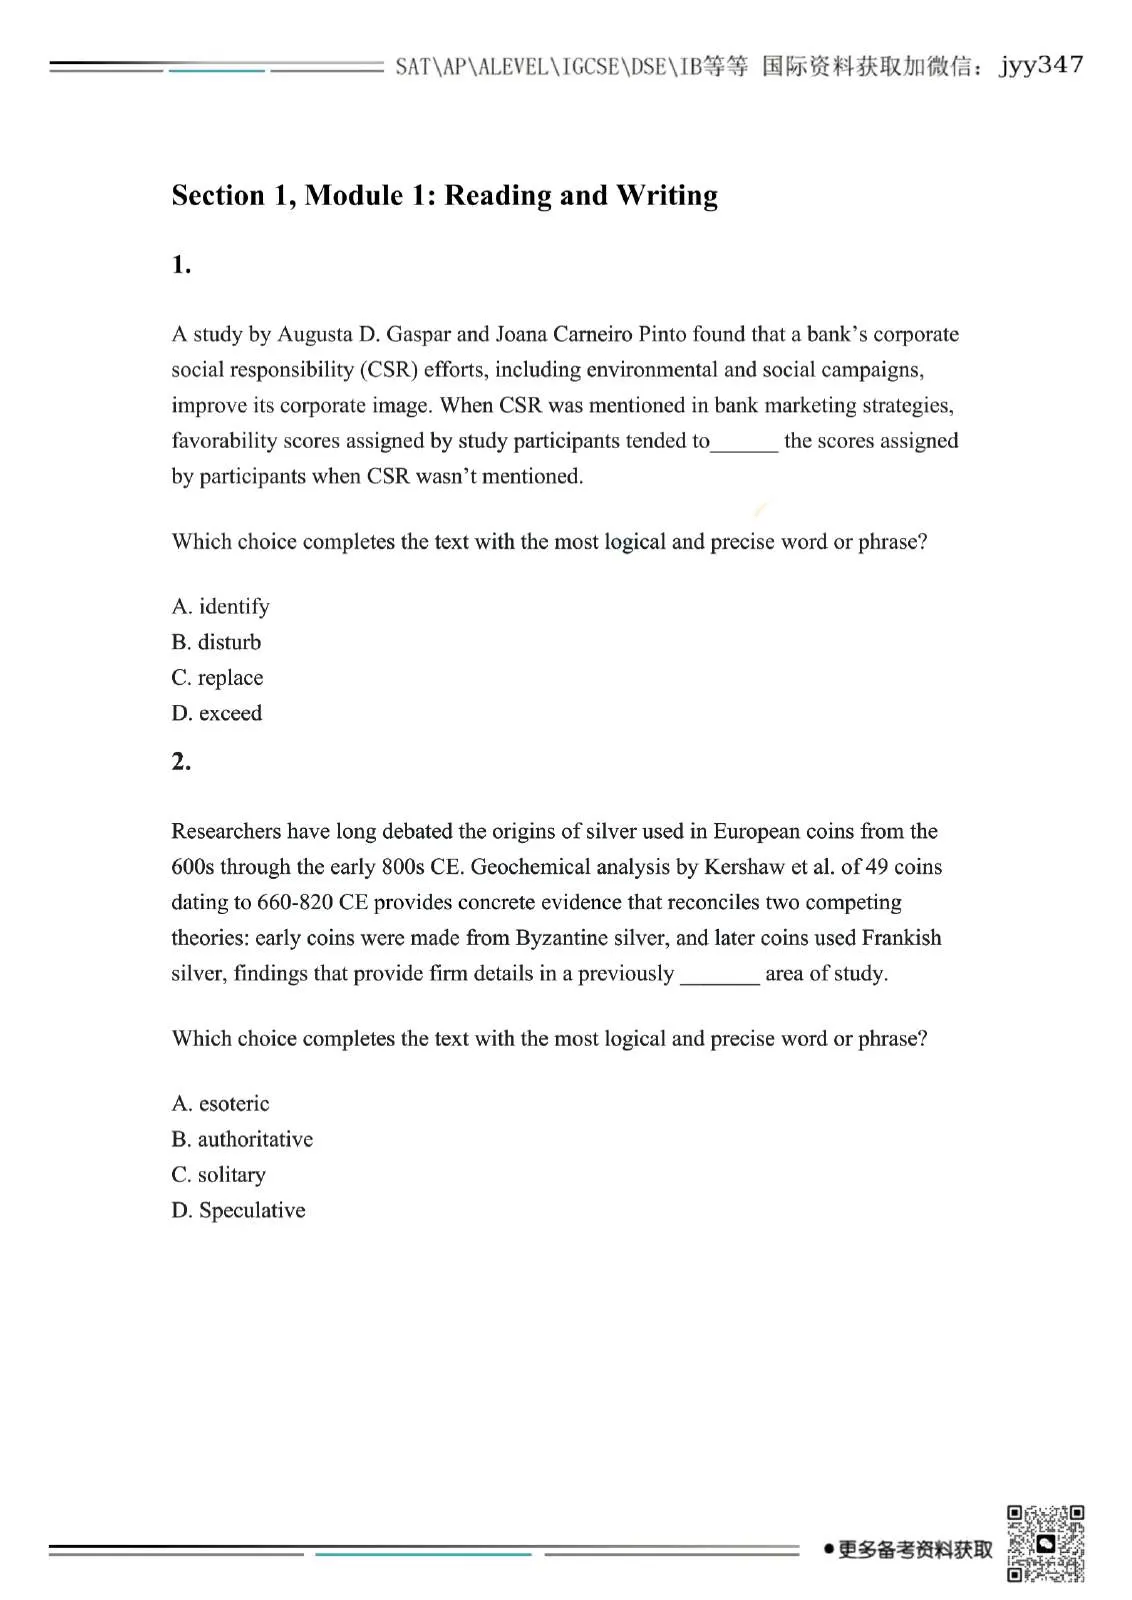 SAT\AP\ALEVEL\IGCSE\DSE\IB等等 国际资料获取加微信: jyy347
Section 1, Module 1: Reading and Writing
1.
A study by Augusta D. Gaspar and Joana Carneiro Pinto found that a bank’s corporate
social responsibility (CSR) efforts, including environmental and social campaigns,
improve its corporate image. When CSR was mentioned in bank marketing strategies,
favorability scores assigned by study participants tended to______ the scores assigned
by participants when CSR wasn’t mentioned.
Which choice completes the text with the most logical and precise word or phrase?
A. identify
B. disturb
C. replace
D. exceed
2.
Researchers have long debated the origins of silver used in European coins from the
600s through the early 800s CE. Geochemical analysis by Kershaw et al. of 49 coins
dating to 660-820 CE provides concrete evidence that reconciles two competing
theories: early coins were made from Byzantine silver, and later coins used Frankish
silver, findings that provide firm details in a previously _______ area of study.
Which choice completes the text with the most logical and precise word or phrase?
A. esoteric
B. authoritative
C. solitary
D. Speculative
●更多备考资料获取